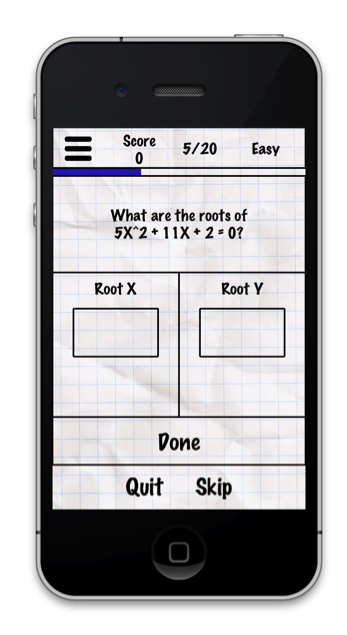 Score
0
5/20
Easy
What are the roots of
5X^2 + 11X + 2 = 0?
Root X
Root Y
Done
Quit
Skip